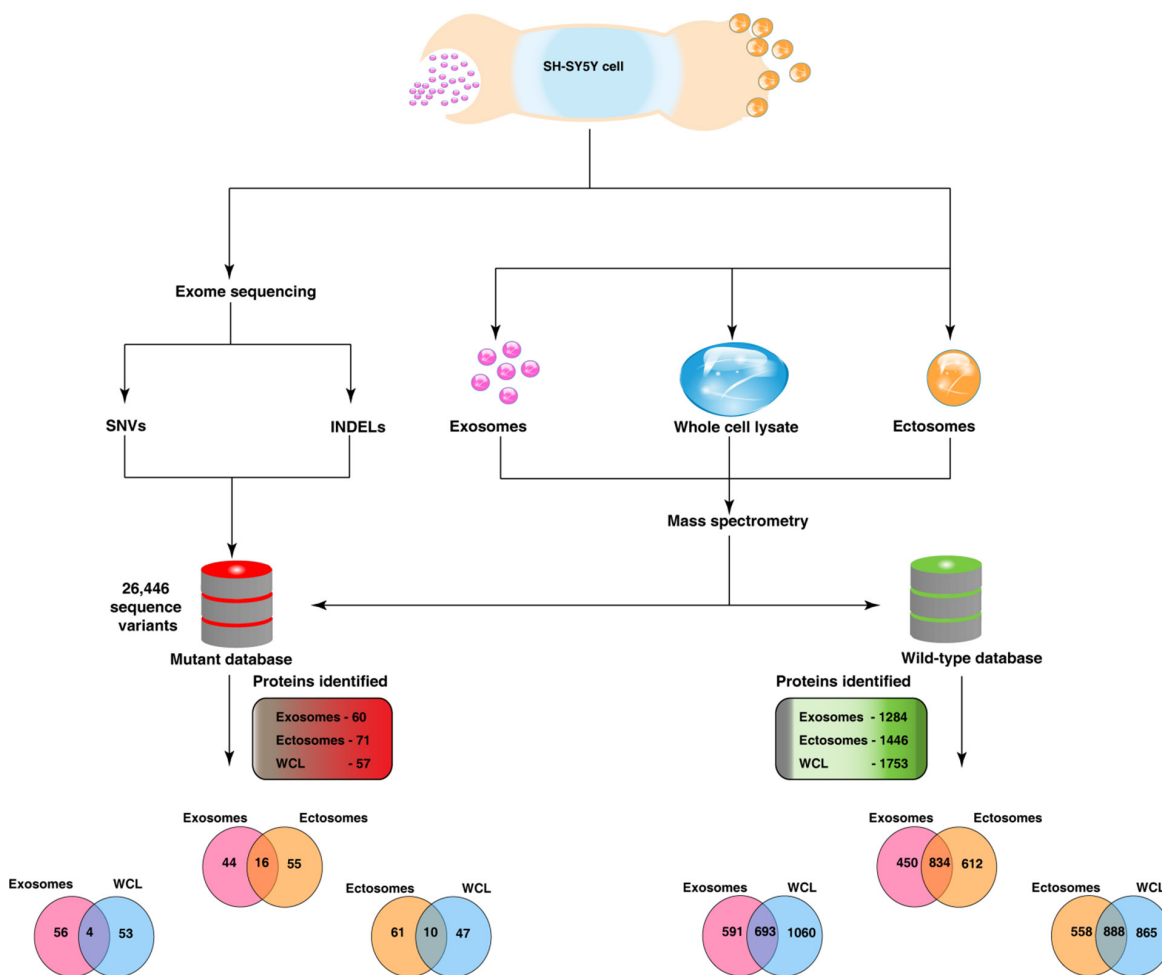 SH-SY5Y cell
Exome sequencing
SNVs
INDELs
Exosomes
Whole cell lysate
Ectosomes
Mass spectrometry
26,446
sequence
variants
Mutant database
Wild-type database
Proteins identified
Exosomes - 60
Ectosomes - 71
WCL - 57
Proteins identified
Exosomes - 1284
Ectosomes - 1446
WCL - 1753
Exosomes Ectosomes
44 16 55
Exosomes WCL
56 4 53
Ectosomes WCL
61 10 47
Exosomes Ectosomes
450 834 612
Exosomes WCL
591 693 1060
Ectosomes WCL
558 888 865